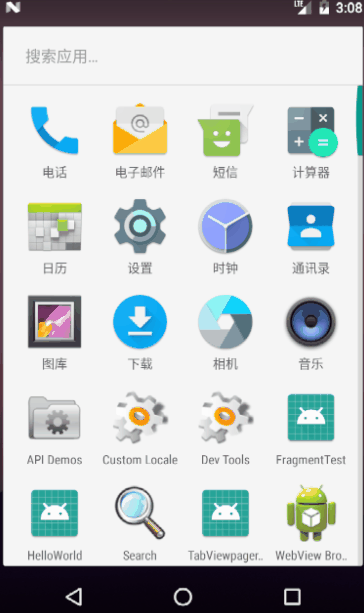 LTE 3:08
搜索应用...
电话 电子邮件 短信 计算器
日历 设置 时钟 通讯录
图库 下载 相机 音乐
API Demos Custom Locale Dev Tools FragmentTest
HelloWorld Search TabViewpager.. WebView Bro..